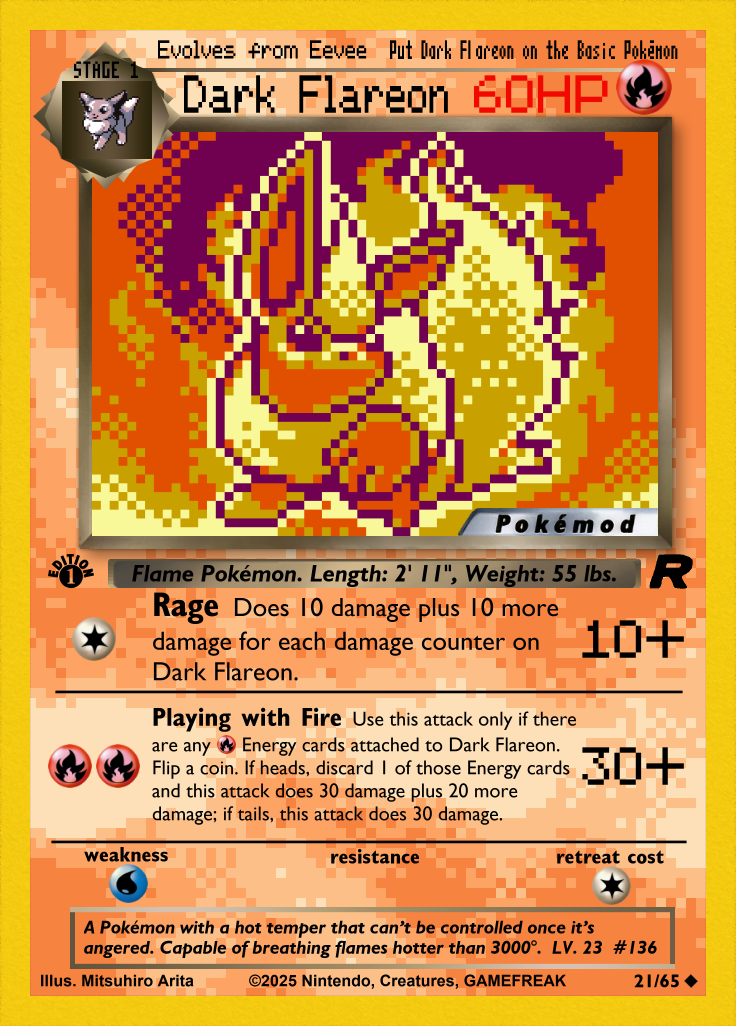 Evolves from Eevee Put Dark Flareon on the Basic Pokémon
STAGE 1
Dark Flareon 60HP
Pokémod
EDITION
1
Flame Pokémon. Length: 2' 11", Weight: 55 lbs.
R
Rage Does 10 damage plus 10 more
damage for each damage counter on
Dark Flareon.
10+
Playing with Fire Use this attack only if there
are any Energy cards attached to Dark Flareon.
Flip a coin. If heads, discard 1 of those Energy cards
and this attack does 30 damage plus 20 more
damage; if tails, this attack does 30 damage.
30+
weakness resistance retreat cost
A Pokémon with a hot temper that can't be controlled once it's
angered. Capable of breathing flames hotter than 3000°. LV. 23 #136
Illus. Mitsuhiro Arita ©2025 Nintendo, Creatures, GAMEFREAK 21/65